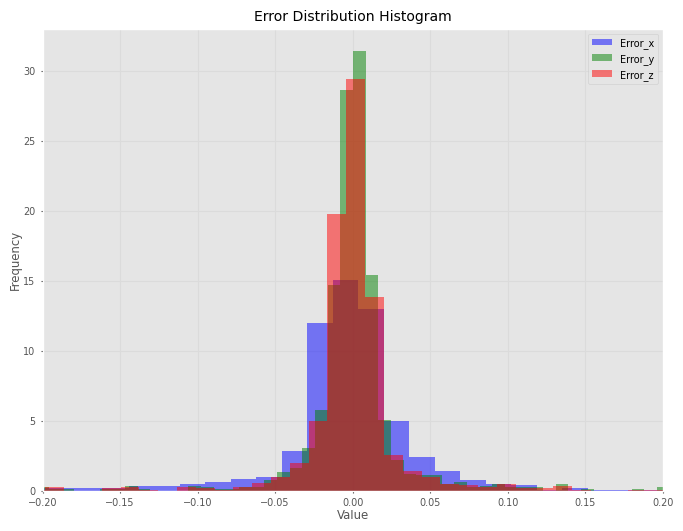 Error Distribution Histogram
Error_x
Error_y
Error_z
30
25
20
15
10
5
0
Frequency
−0.20 −0.15 −0.10 −0.05 0.00 0.05 0.10 0.15 0.20
Value